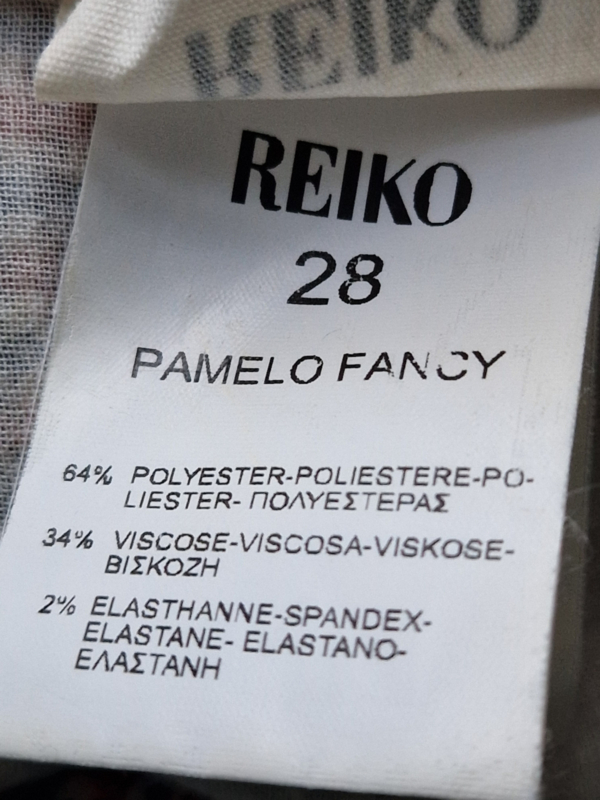 REIKO
REIKO
28
PAMELO FANCY
64% POLYESTER-POLIESTERE-PO-
LIESTER- ΠΟΛΥΕΣΤΕΡΑΣ
34% VISCOSE-VISCOSA-VISKOSE-
ΒΙΣΚΟΖΗ
2% ELASTHANNE-SPANDEX-
ELASTANE- ELASTANO-
ΕΛΑΣΤΑΝΗ